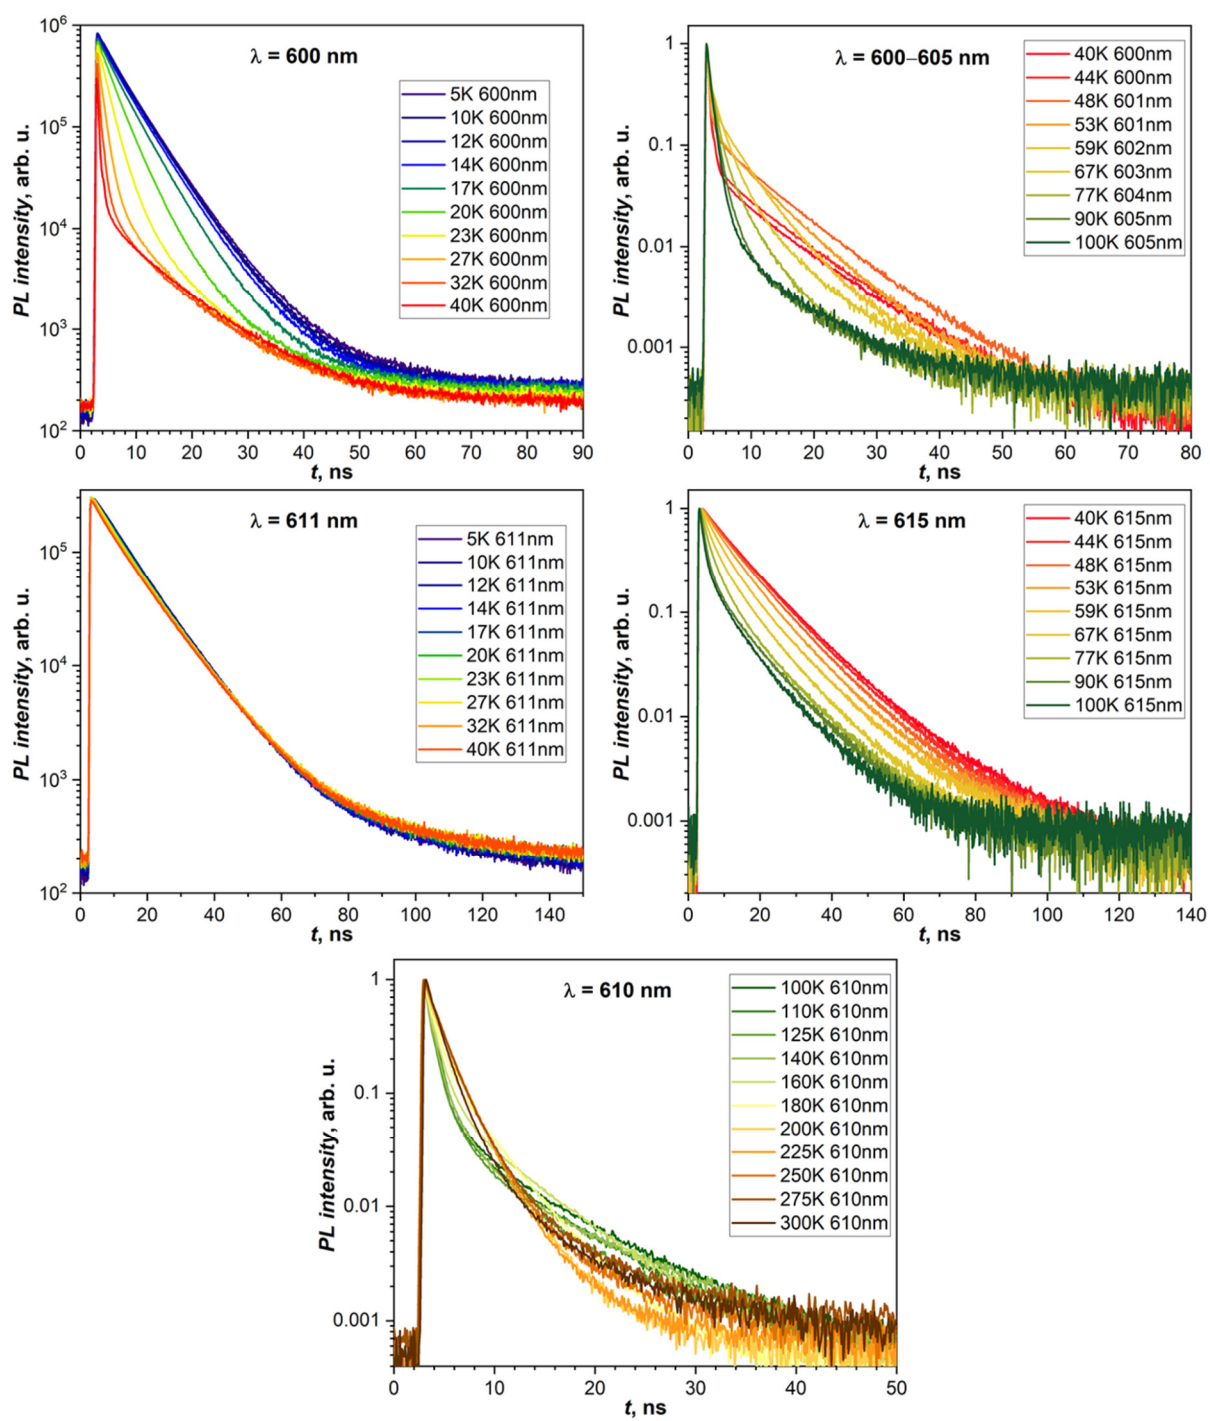 λ = 600 nm
PL intensity, arb. u.
10⁶
10⁵
10⁴
10³
10²
0 10 20 30 40 50 60 70 80 90
t, ns
5K 600nm
10K 600nm
12K 600nm
14K 600nm
17K 600nm
20K 600nm
23K 600nm
27K 600nm
32K 600nm
40K 600nm
λ = 600–605 nm
PL intensity, arb. u.
1
0.1
0.01
0.001
0 10 20 30 40 50 60 70 80
t, ns
40K 600nm
44K 600nm
48K 601nm
53K 601nm
59K 602nm
67K 603nm
77K 604nm
90K 605nm
100K 605nm
λ = 611 nm
PL intensity, arb. u.
10⁵
10⁴
10³
10²
0 20 40 60 80 100 120 140
t, ns
5K 611nm
10K 611nm
12K 611nm
14K 611nm
17K 611nm
20K 611nm
23K 611nm
27K 611nm
32K 611nm
40K 611nm
λ = 615 nm
PL intensity, arb. u.
1
0.1
0.01
0.001
0 20 40 60 80 100 120 140
t, ns
40K 615nm
44K 615nm
48K 615nm
53K 615nm
59K 615nm
67K 615nm
77K 615nm
90K 615nm
100K 615nm
λ = 610 nm
PL intensity, arb. u.
1
0.1
0.01
0.001
0 10 20 30 40 50
t, ns
100K 610nm
110K 610nm
125K 610nm
140K 610nm
160K 610nm
180K 610nm
200K 610nm
225K 610nm
250K 610nm
275K 610nm
300K 610nm